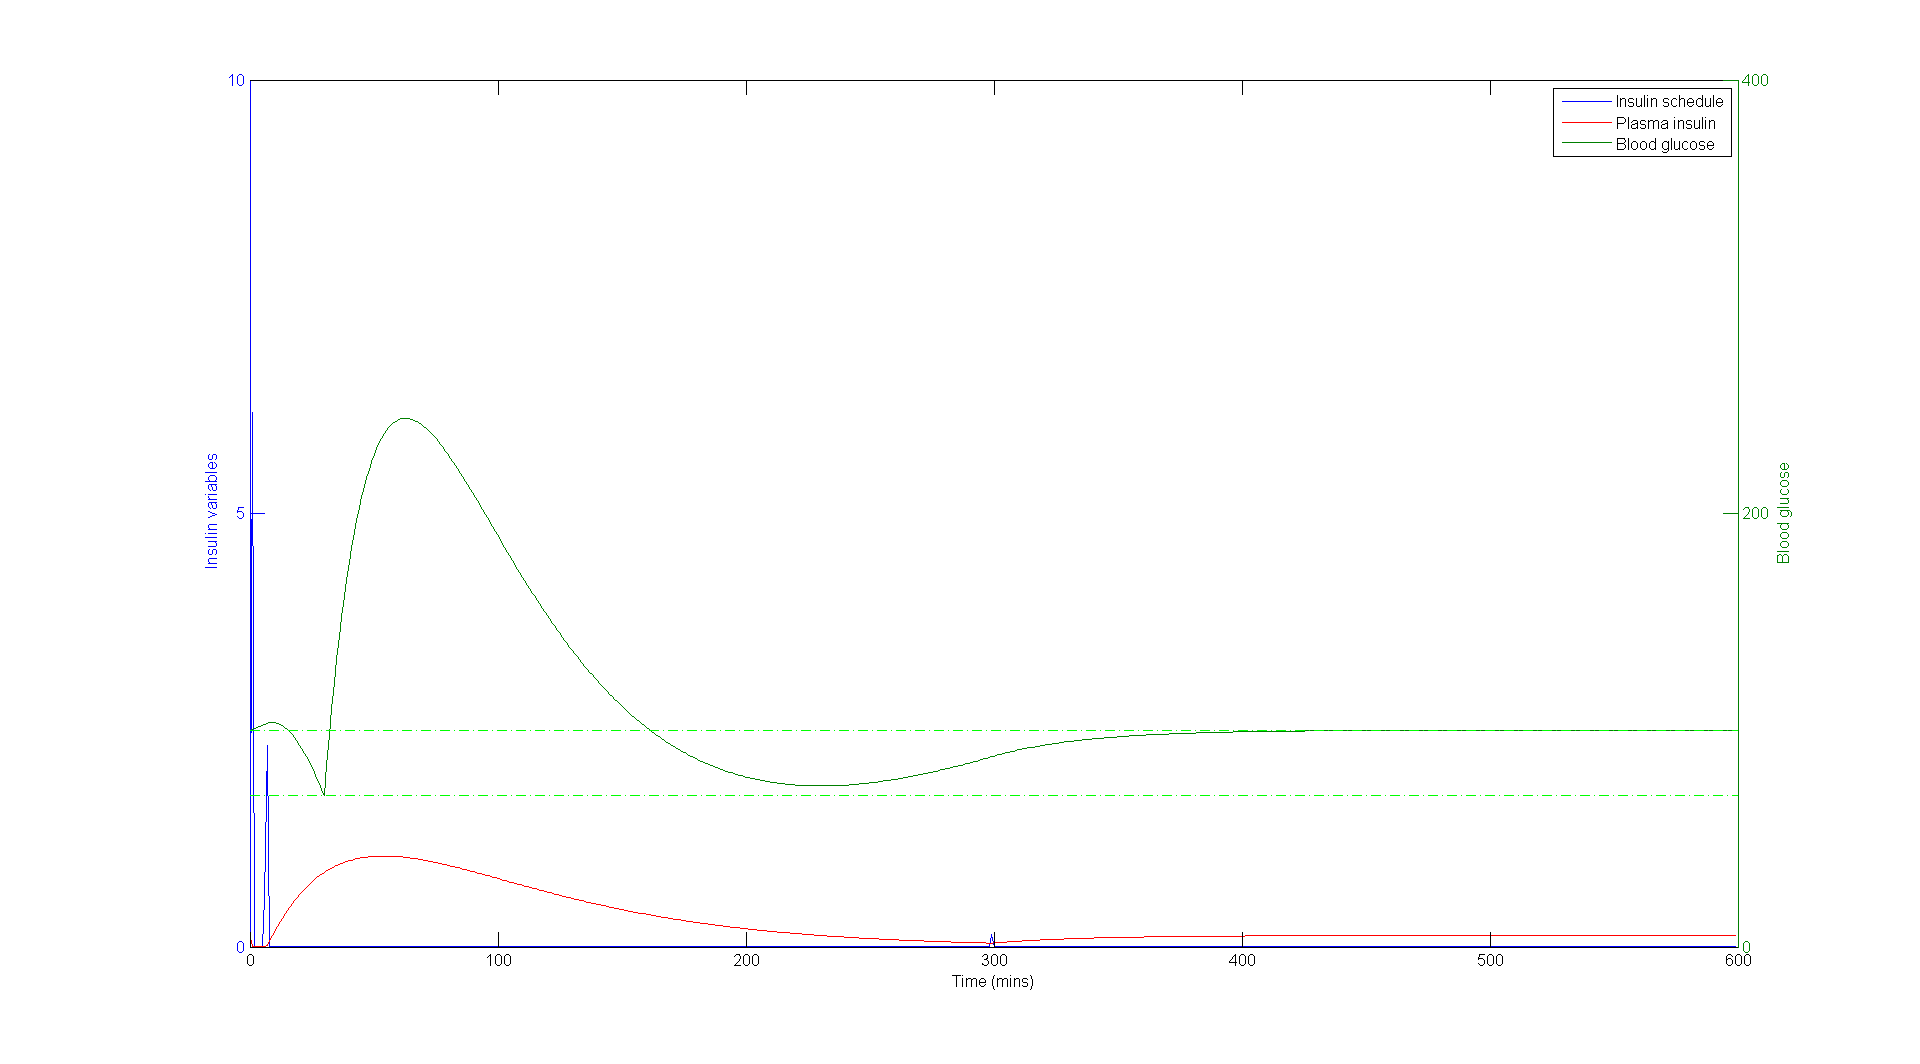 10
400
Insulin schedule
Plasma insulin
Blood glucose
Insulin variables
5
200
Blood glucose
0
0
0
100
200
300
400
500
600
Time (mins)